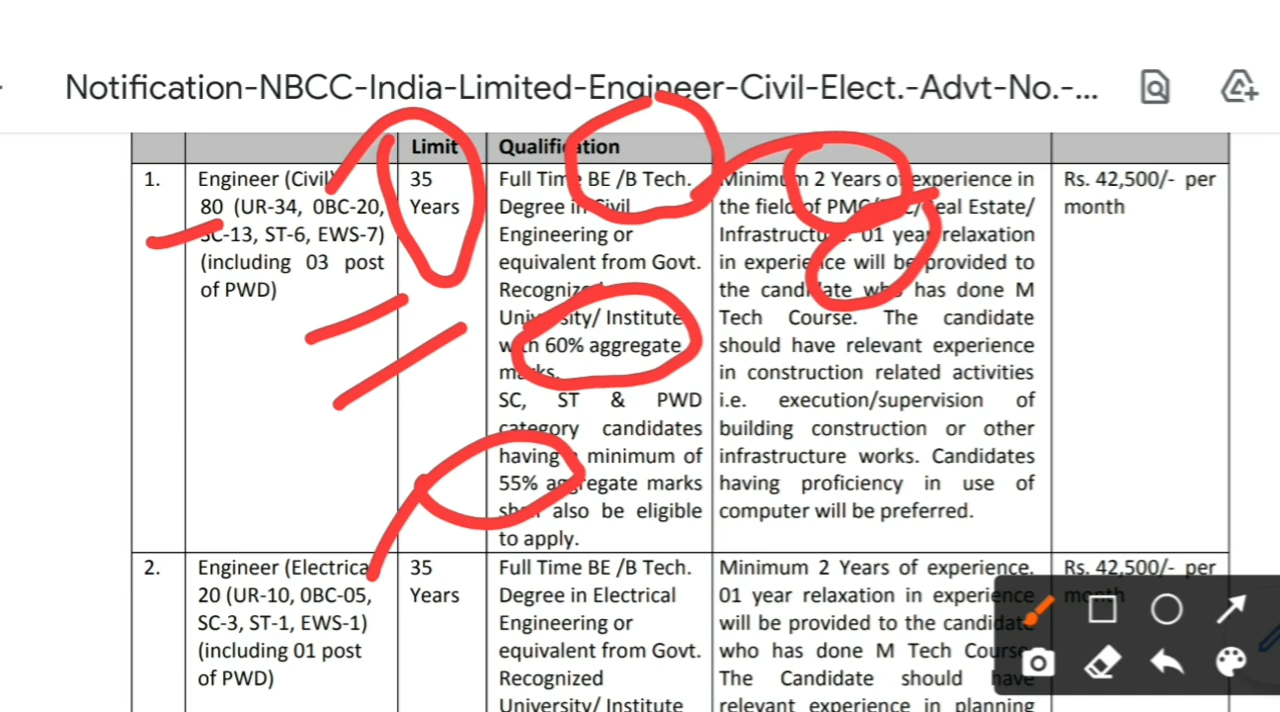 Notification-NBCC-India-Limited-Engineer-Civil-Elect.-Advt-No.-...
Limit
Qualification
1.
Engineer (Civil)
80 (UR-34, OBC-20,
SC-13, ST-6, EWS-7)
(including 03 post
of PWD)
35
Years
Full Time BE /B Tech.
Degree in Civil
Engineering or
equivalent from Govt.
Recognized
University/ Institute
with 60% aggregate
marks.
SC, ST & PWD
category candidates
having a minimum of
55% aggregate marks
shall also be eligible
to apply.
Minimum 2 Years of experience in
the field of PMC/ /Real Estate/
Infrastructure. 01 year relaxation
in experience will be provided to
the candidate who has done M
Tech Course. The candidate
should have relevant experience
in construction related activities
i.e. execution/supervision of
building construction or other
infrastructure works. Candidates
having proficiency in use of
computer will be preferred.
Rs. 42,500/- per
month
2.
Engineer (Electrical
20 (UR-10, OBC-05,
SC-3, ST-1, EWS-1)
(including 01 post
of PWD)
35
Years
Full Time BE /B Tech.
Degree in Electrical
Engineering or
equivalent from Govt.
Recognized
University/ Institute
Minimum 2 Years of experience.
01 year relaxation in experience
will be provided to the candidate
who has done M Tech Course.
The Candidate should have
relevant experience in planning
Rs. 42,500/- per
month